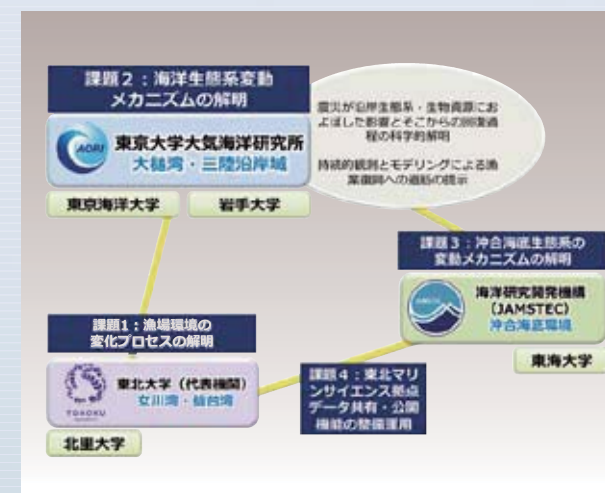 課題２：海洋生態系変動
メカニズムの解明
AORI
東京大学大気海洋研究所
大槌湾・三陸沿岸域
東京海洋大学
岩手大学
震災が沿岸生態系・生物資源にお
よぼした影響とそこからの回復過
程の科学的解明
持続的観測とモデリングによる漁
業復興への道筋の提示
課題３：沖合海底生態系の
変動メカニズムの解明
海洋研究開発機構
(JAMSTEC)
沖合海底環境
東海大学
課題1：漁場環境の
変化プロセスの解明
TOHOKU
東北大学（代表機関）
女川湾・仙台湾
北里大学
課題４：東北マリ
ンサイエンス拠点
データ共有・公開
機能の整備運用